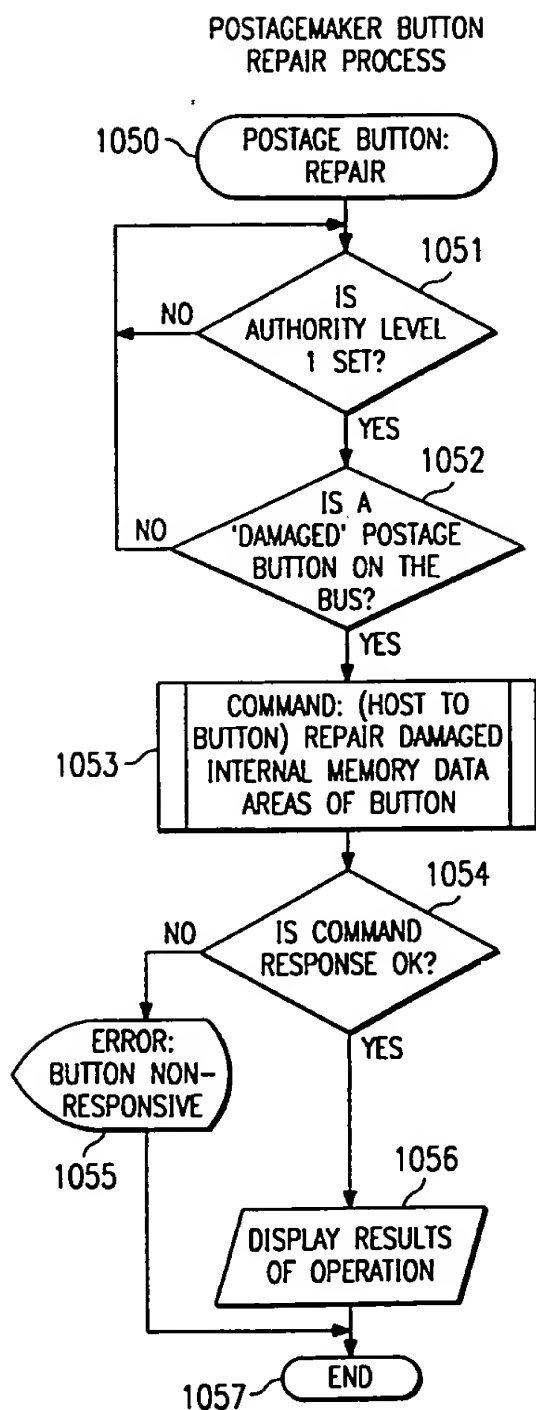 POSTAGEMAKER BUTTON
REPAIR PROCESS
1050
POSTAGE BUTTON:
REPAIR
1051
IS
AUTHORITY LEVEL
1 SET?
NO
YES
1052
IS A
'DAMAGED' POSTAGE
BUTTON ON THE
BUS?
NO
YES
1053
COMMAND: (HOST TO
BUTTON) REPAIR DAMAGED
INTERNAL MEMORY DATA
AREAS OF BUTTON
1054
IS COMMAND
RESPONSE OK?
NO
YES
ERROR:
BUTTON NON-
RESPONSIVE
1055
1056
DISPLAY RESULTS
OF OPERATION
END
1057